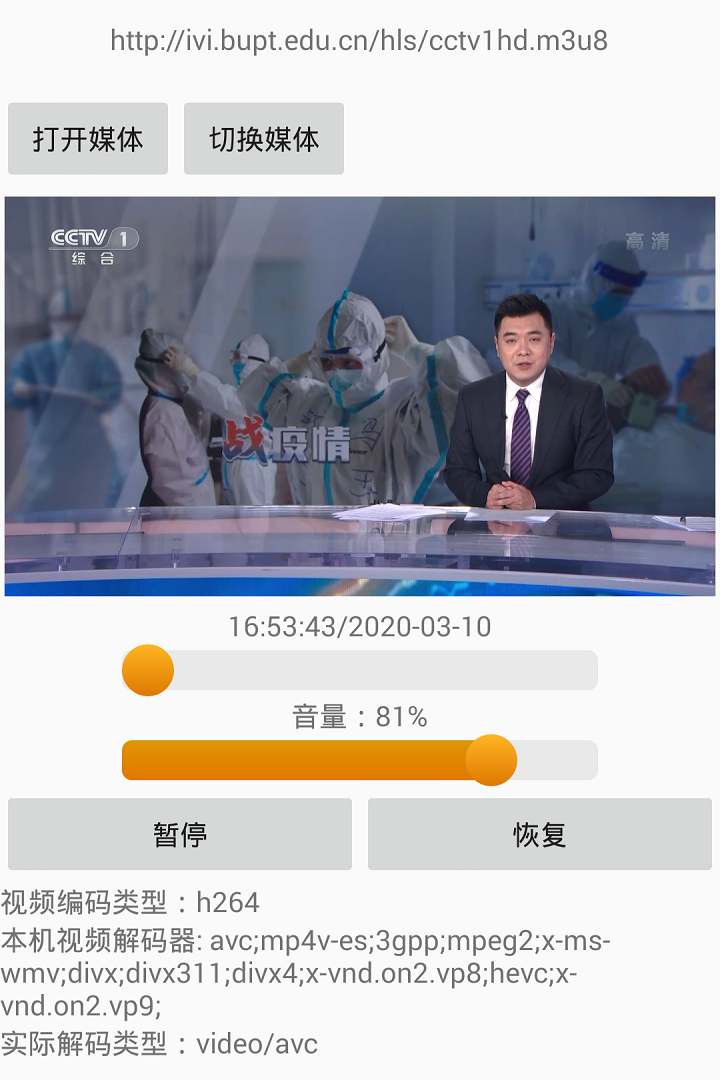 http://ivi.bupt.edu.cn/hls/cctv1hd.m3u8
打开媒体 切换媒体
CCTV 1
综合
高清
战疫情
16:53:43/2020-03-10
音量：81%
暂停 恢复
视频编码类型：h264
本机视频解码器: avc;mp4v-es;3gpp;mpeg2;x-ms-
wmv;divx;divx311;divx4;x-vnd.on2.vp8;hevc;x-
vnd.on2.vp9;
实际解码类型：video/avc